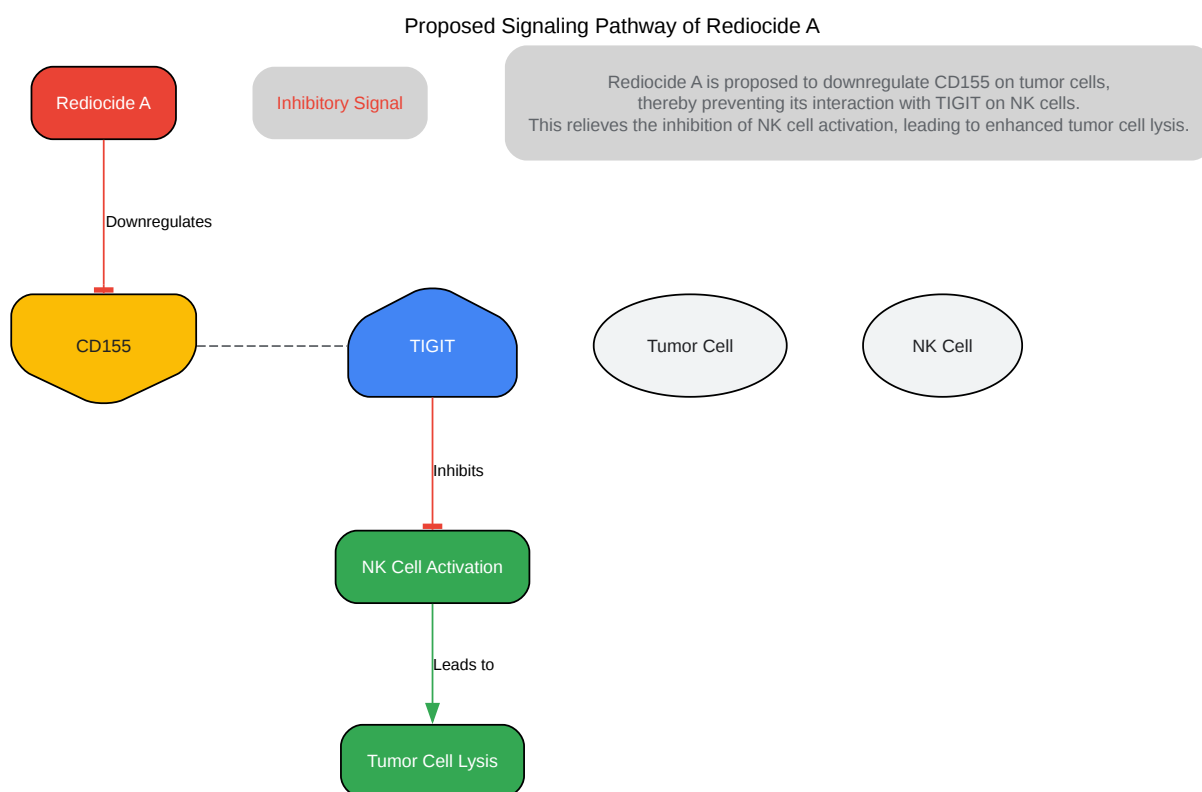 Proposed Signaling Pathway of Rediocide A
Rediocide A
Inhibitory Signal
Rediocide A is proposed to downregulate CD155 on tumor cells,
thereby preventing its interaction with TIGIT on NK cells.
This relieves the inhibition of NK cell activation, leading to enhanced tumor cell lysis.
Downregulates
CD155
TIGIT
Tumor Cell
NK Cell
Inhibits
NK Cell Activation
Leads to
Tumor Cell Lysis